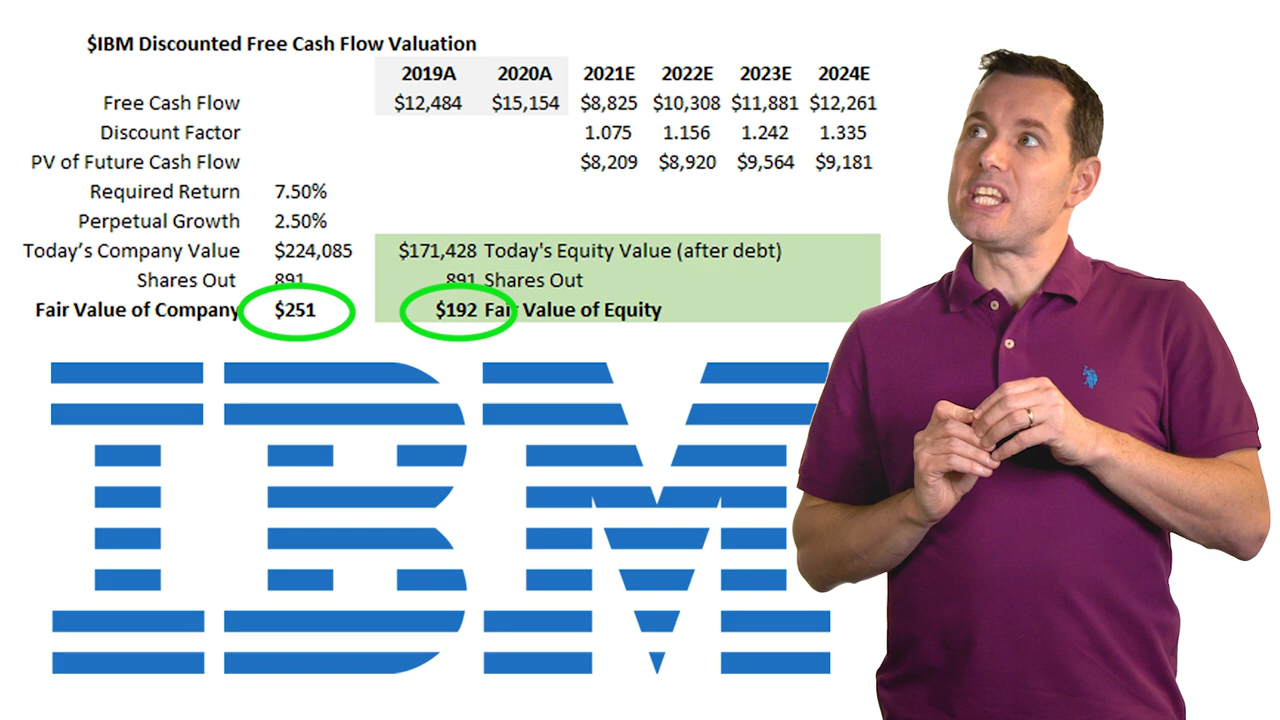 $IBM Discounted Free Cash Flow Valuation
2019A 2020A 2021E 2022E 2023E 2024E
Free Cash Flow $12,484 $15,154 $8,825 $10,308 $11,881 $12,261
Discount Factor 1.075 1.156 1.242 1.335
PV of Future Cash Flow $8,209 $8,920 $9,564 $9,181
Required Return 7.50%
Perpetual Growth 2.50%
Today's Company Value $224,085 $171,428 Today's Equity Value (after debt)
Shares Out 891 891 Shares Out
Fair Value of Company $251 $192 Fair Value of Equity
IBM